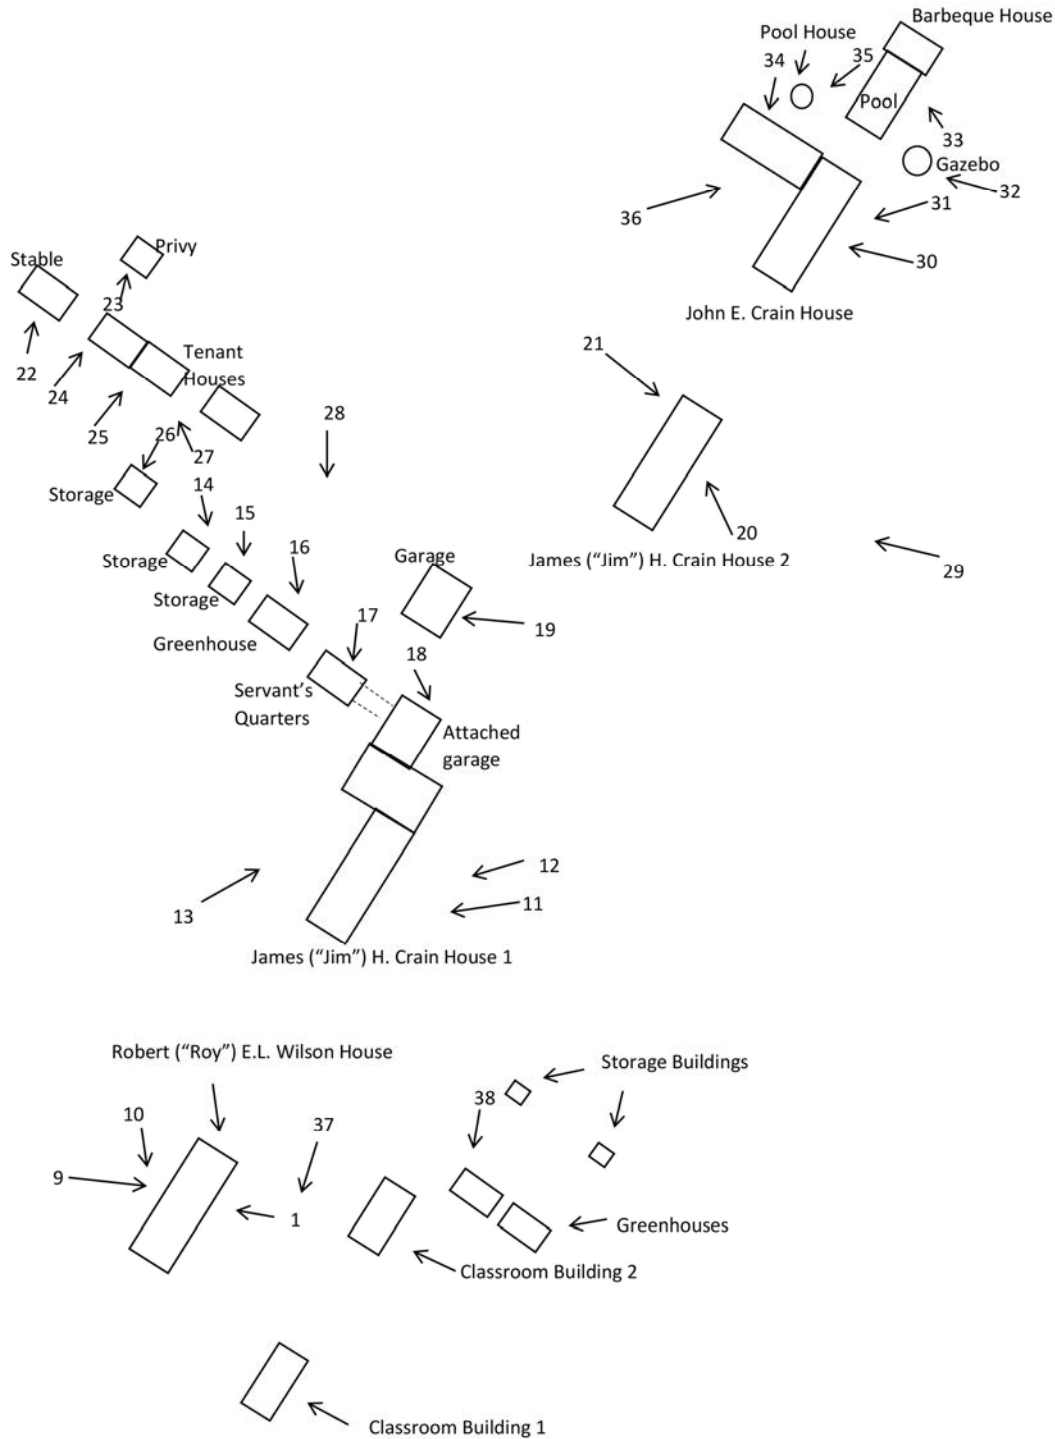 Barbeque House
Pool House
34
35
Pool
33
Gazebo
32
31
36
30
John E. Crain House
Privy
Stable
23
Tenant
Houses
22
24
25
26
27
28
21
Storage
14
15
16
Storage
Storage
Greenhouse
Garage
17
18
19
20
James (“Jim”) H. Crain House 2
29
Servant’s
Quarters
Attached
garage
12
11
13
James (“Jim”) H. Crain House 1
Robert (“Roy”) E.L. Wilson House
Storage Buildings
10
37
38
9
1
Greenhouses
Classroom Building 2
Classroom Building 1